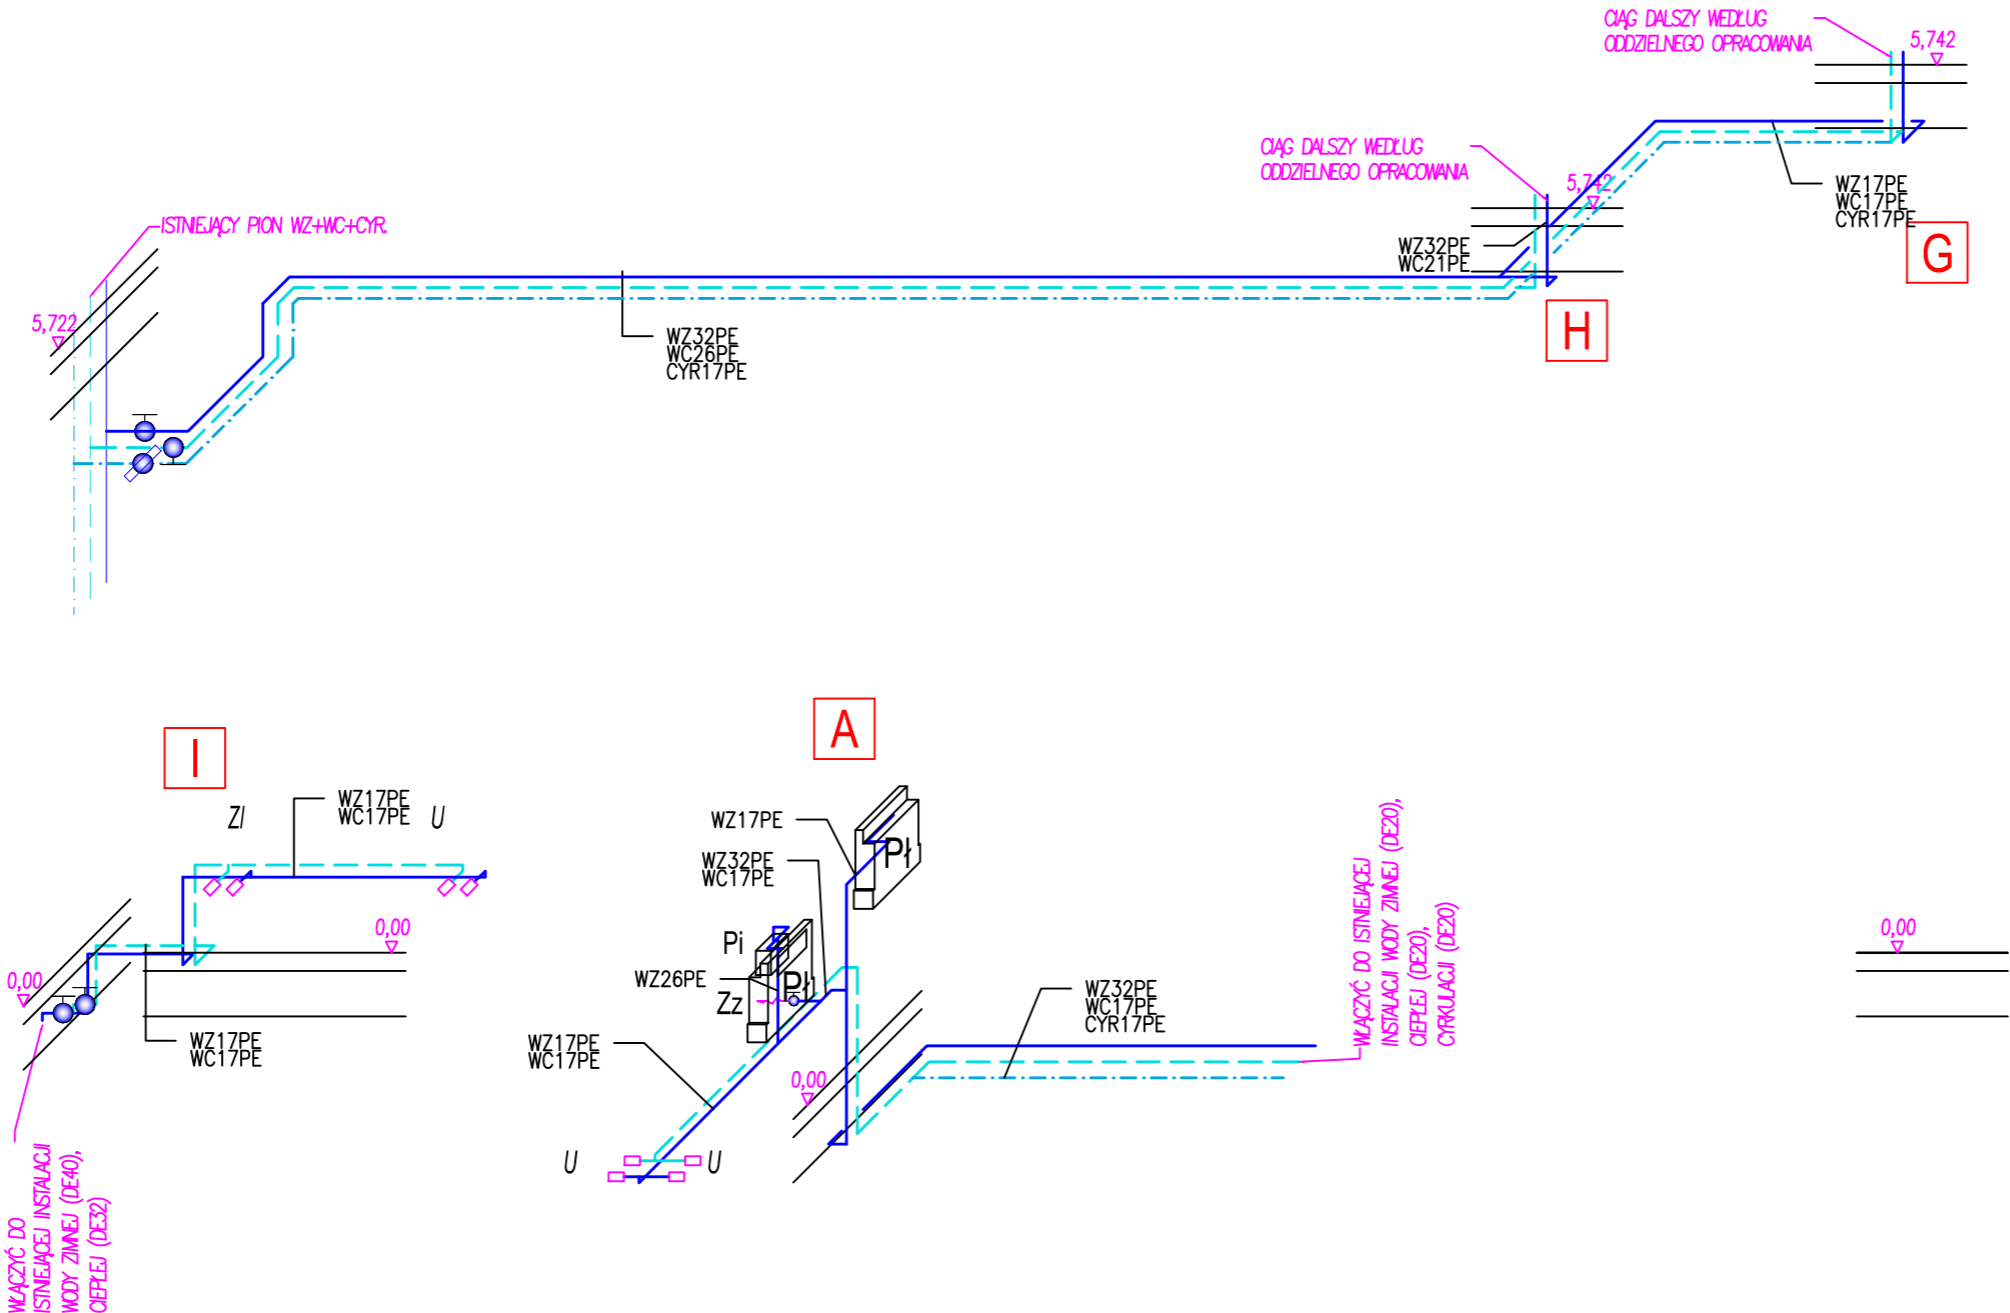 CIĄG DALSZY WEDŁUG
ODDZIELNEGO OPRACOWANIA
5,742
CIĄG DALSZY WEDŁUG
ODDZIELNEGO OPRACOWANIA
5,742
WZ17PE
WC17PE
CYR17PE
G
ISTNIEJĄCY PION WZ+WC+CYR.
WZ32PE
WC21PE
H
5,722
WZ32PE
WC26PE
CYR17PE
I
A
ZI
WZ17PE
WC17PE
U
WZ17PE
Pł
WZ32PE
WC17PE
0,00
0,00
Pi
WZ26PE
Pł
Zz
0,00
0,00
WZ17PE
WC17PE
WZ17PE
WC17PE
WZ32PE
WC17PE
CYR17PE
U
U
WŁĄCZYĆ DO ISTNIEJĄCEJ
INSTALACJI WODY ZIMNEJ (DE20),
CIEPŁEJ (DE20),
CYRKULACJI (DE20)
WŁĄCZYĆ DO
ISTNIEJĄCEJ INSTALACJI
WODY ZIMNEJ (DE40),
CIEPŁEJ (DE32)